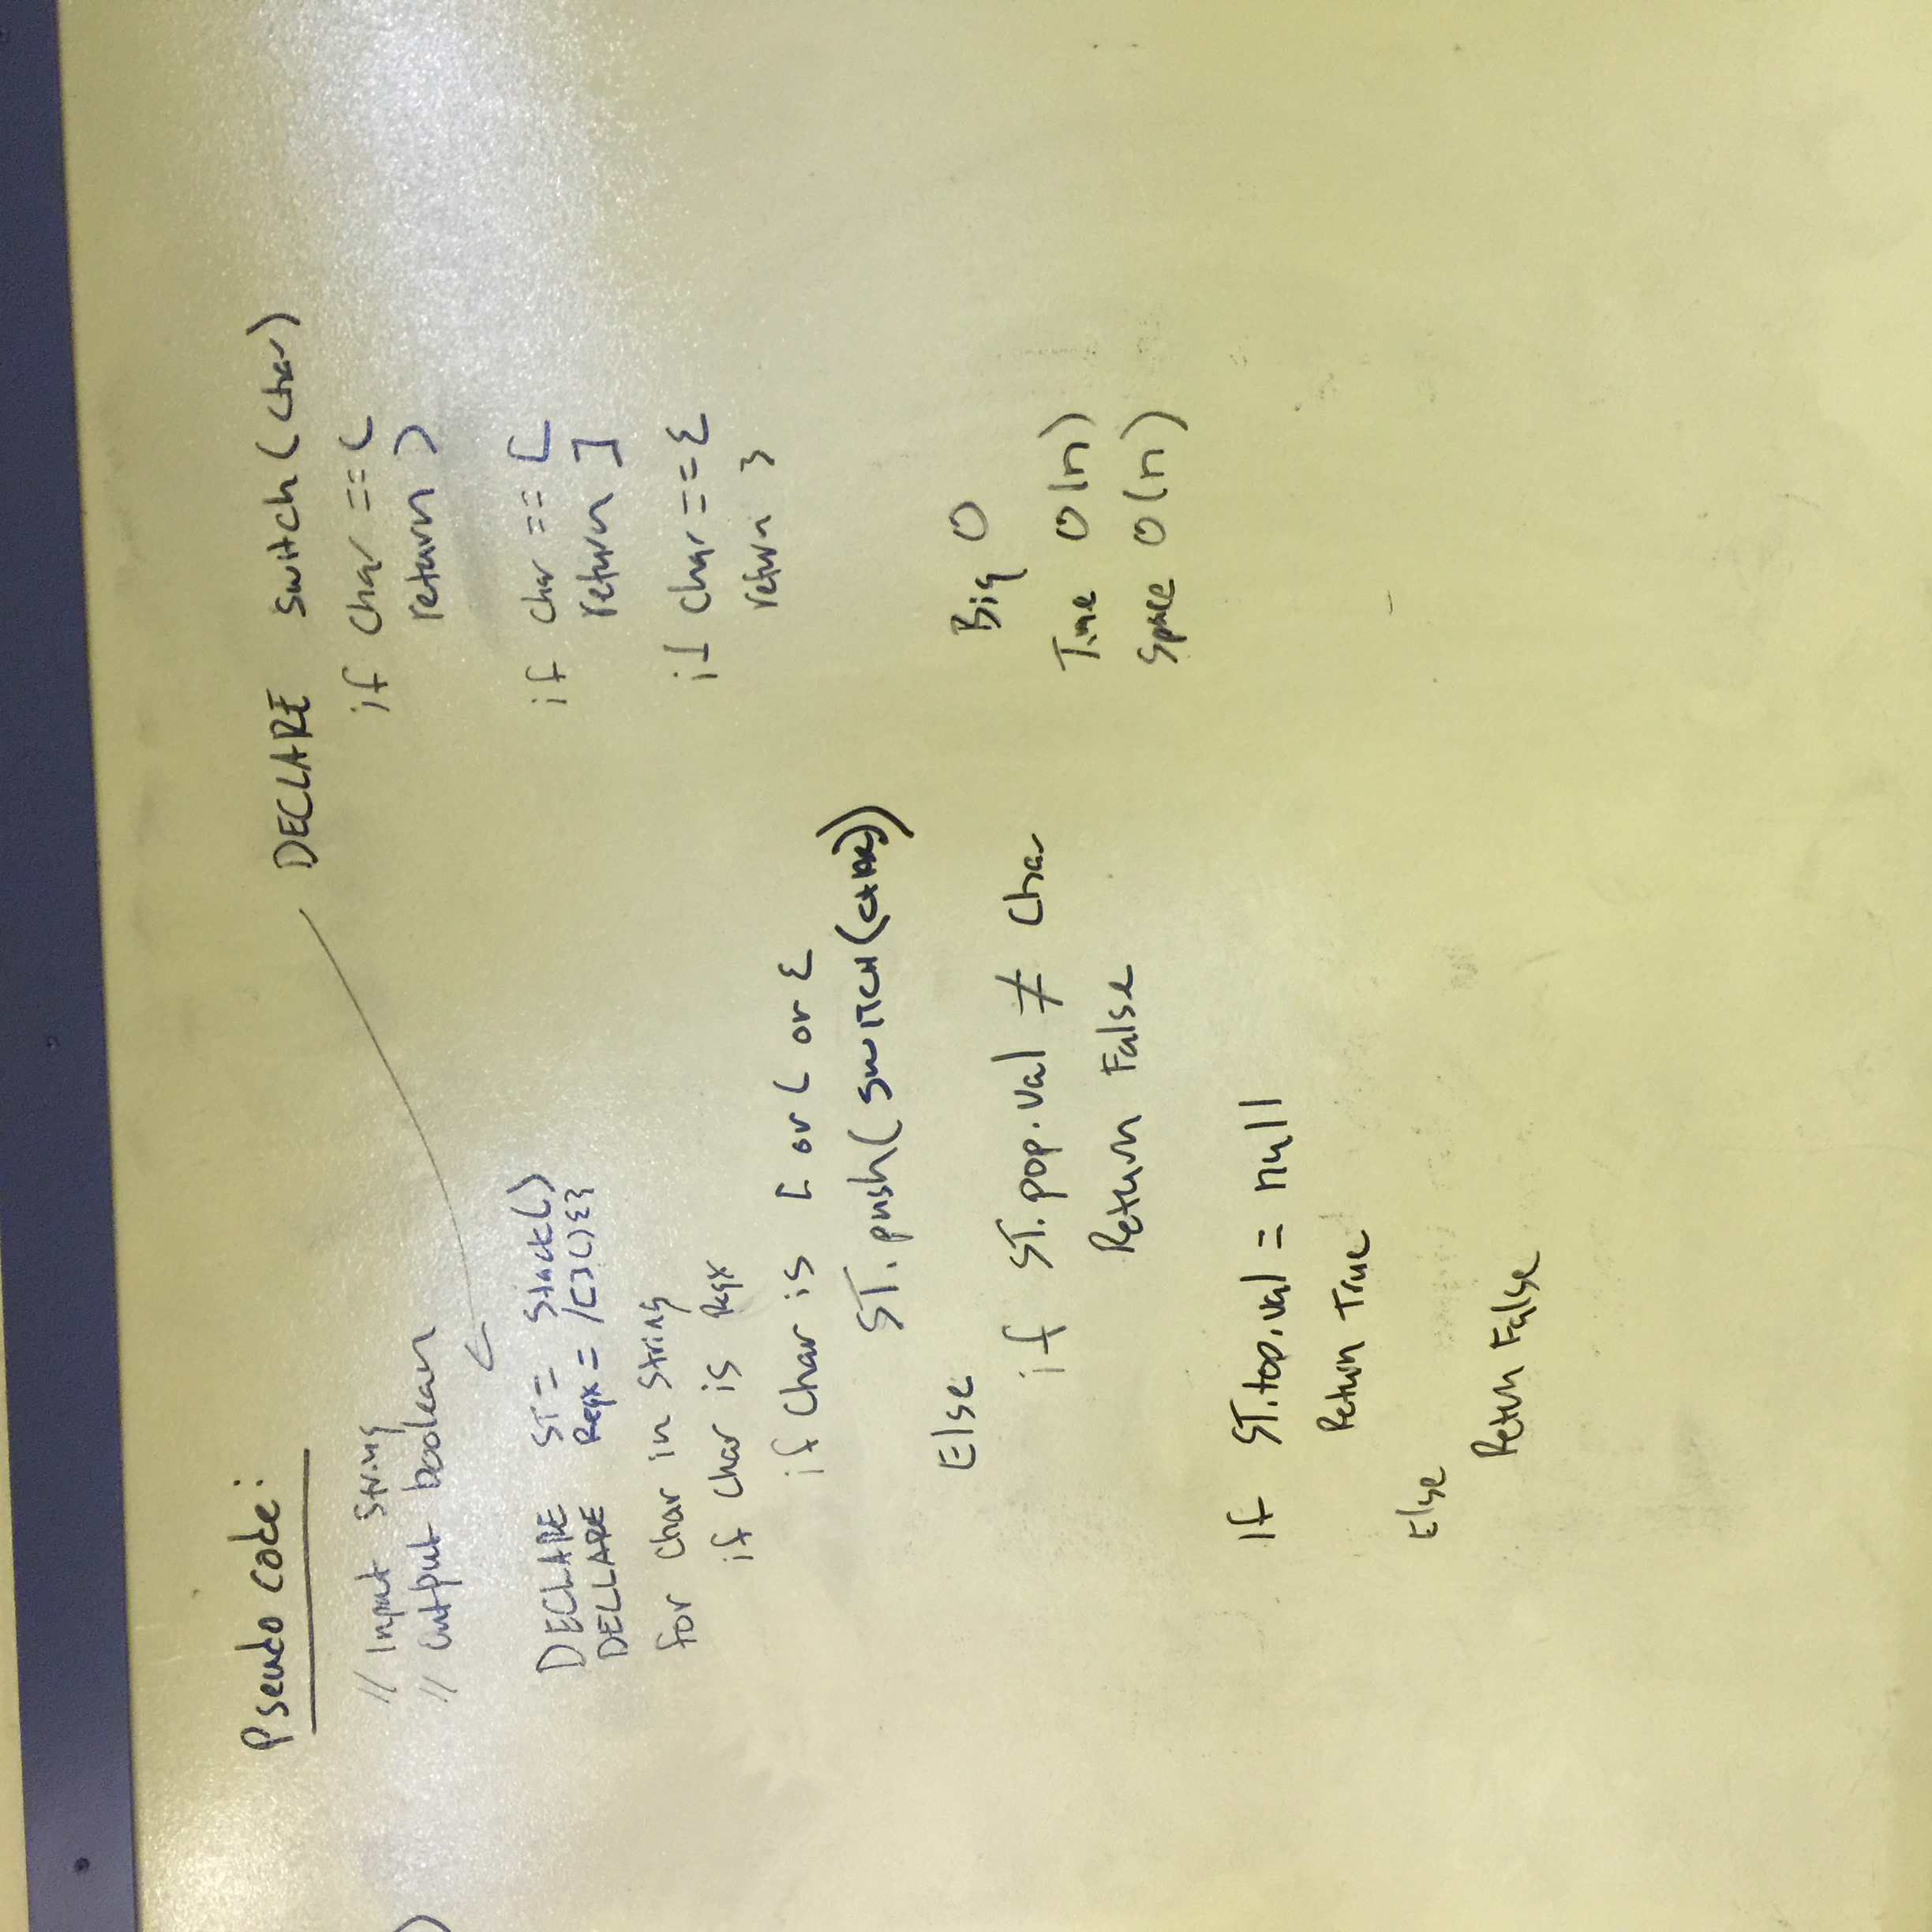 Pseudo code:
// Input String
// Output boolean
DECLARE ST = Stack()
DELLARE Regx = /[](){}
for char in string
if char is Regx
if Char is [ or ( or {
ST.push(SWITCH(CHAR))
Else
if ST.pop.val ≠ Char
Return False
If ST.top.val = null
Return True
Else
Return False
DECLARE switch(char)
if char == (
return )
if char == [
return ]
if char == {
return }
Big O
Time O(n)
Space O(n)